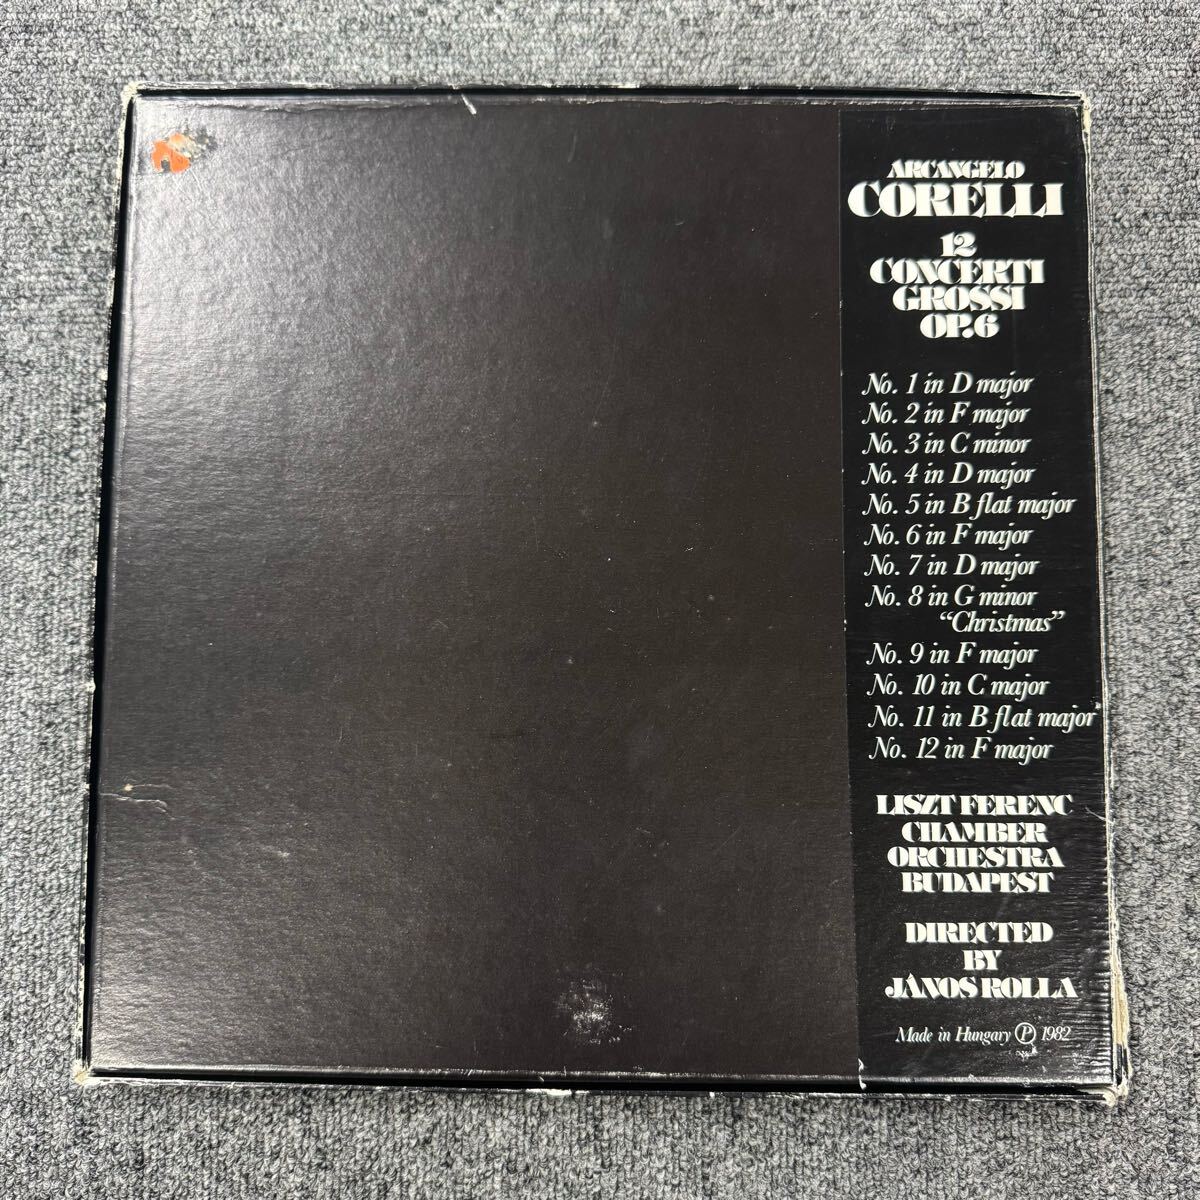 ARCANGELO
CORELLI
12
CONCERTI
GROSSI
OP.6
No. 1 in D major
No. 2 in F major
No. 3 in C minor
No. 4 in D major
No. 5 in B flat major
No. 6 in F major
No. 7 in D major
No. 8 in G minor
"Christmas"
No. 9 in F major
No. 10 in C major
No. 11 in B flat major
No. 12 in F major
LISZT FERENC
CHAMBER
ORCHESTRA
BUDAPEST
DIRECTED
BY
JÁNOS ROLLA
Made in Hungary Ⓟ 1982